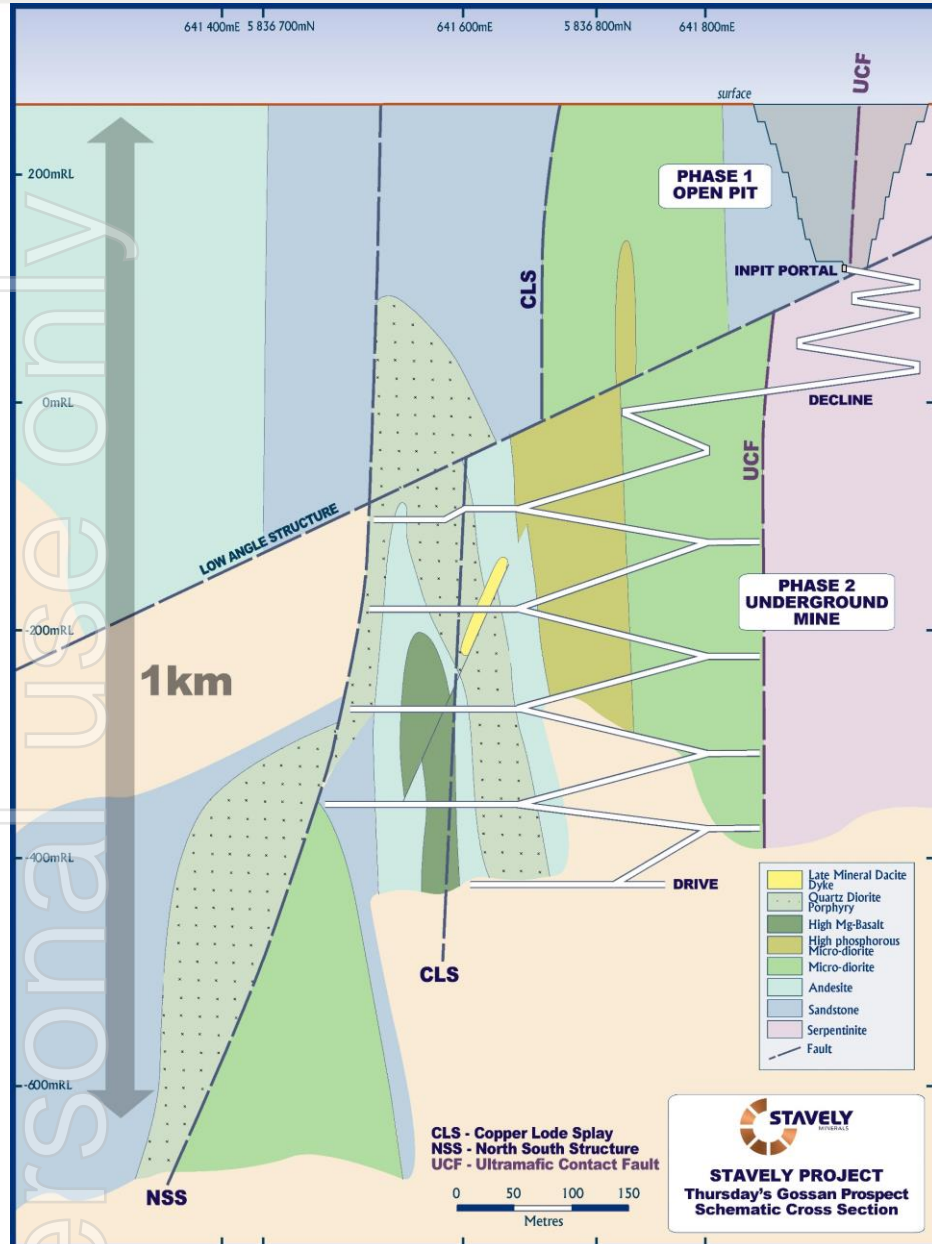 641 400mE 5 836 700mN 641 600mE 5 836 800mN 641 800mE
UCF
surface
200mRL
PHASE 1
OPEN PIT
INPIT PORTAL
CLS
0mRL
DECLINE
UCF
LOW ANGLE STRUCTURE
PHASE 2
UNDERGROUND
MINE
-200mRL
1km
-400mRL
DRIVE
CLS
Late Mineral Dacite
Dyke
Quartz Diorite
Porphyry
High Mg-Basalt
High phosphorous
Micro-diorite
Micro-diorite
Andesite
Sandstone
Serpentinite
Fault
-600mRL
NSS
CLS - Copper Lode Splay
NSS - North South Structure
UCF - Ultramafic Contact Fault
0 50 100 150
Metres
STAVELY
MINERALS
STAVELY PROJECT
Thursday's Gossan Prospect
Schematic Cross Section
ersonal use only